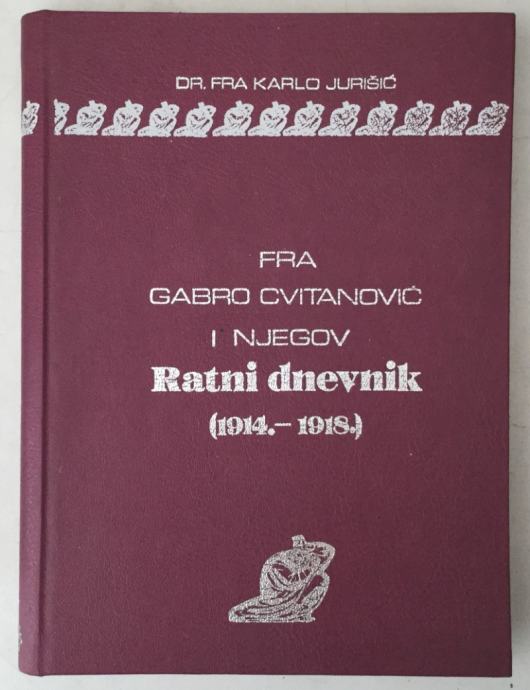 DR. FRA KARLO JURIŠIĆ
FRA
GABRO CVITANOVIĆ
I NJEGOV
Ratni dnevnik
(1914.– 1918.)